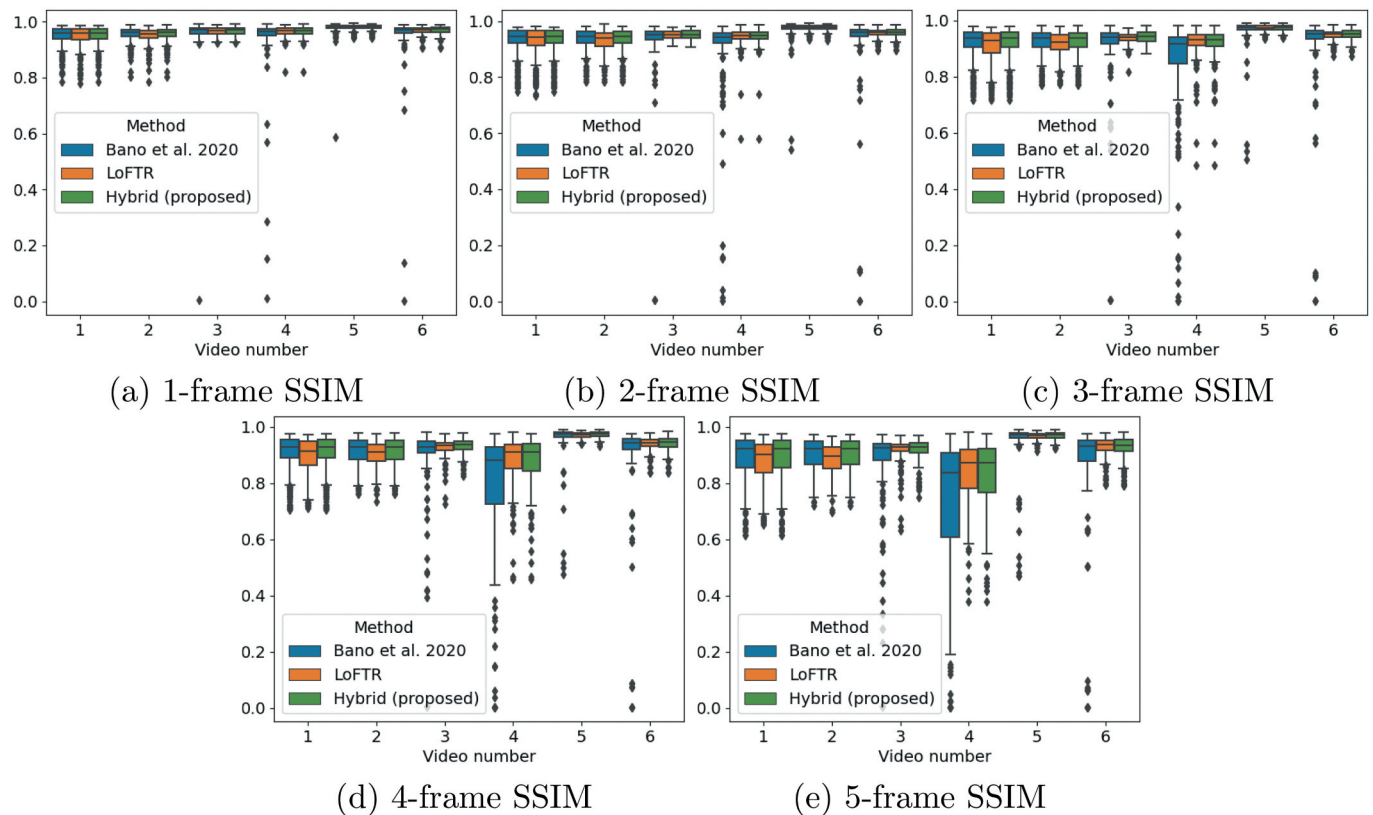 1.0
0.8
0.6
0.4
0.2
0.0
Method
Bano et al. 2020
LoFTR
Hybrid (proposed)
1 2 3 4 5 6
Video number
(a) 1-frame SSIM
1.0
0.8
0.6
0.4
0.2
0.0
Method
Bano et al. 2020
LoFTR
Hybrid (proposed)
1 2 3 4 5 6
Video number
(b) 2-frame SSIM
1.0
0.8
0.6
0.4
0.2
0.0
Method
Bano et al. 2020
LoFTR
Hybrid (proposed)
1 2 3 4 5 6
Video number
(c) 3-frame SSIM
1.0
0.8
0.6
0.4
0.2
0.0
Method
Bano et al. 2020
LoFTR
Hybrid (proposed)
1 2 3 4 5 6
Video number
(d) 4-frame SSIM
1.0
0.8
0.6
0.4
0.2
0.0
Method
Bano et al. 2020
LoFTR
Hybrid (proposed)
1 2 3 4 5 6
Video number
(e) 5-frame SSIM